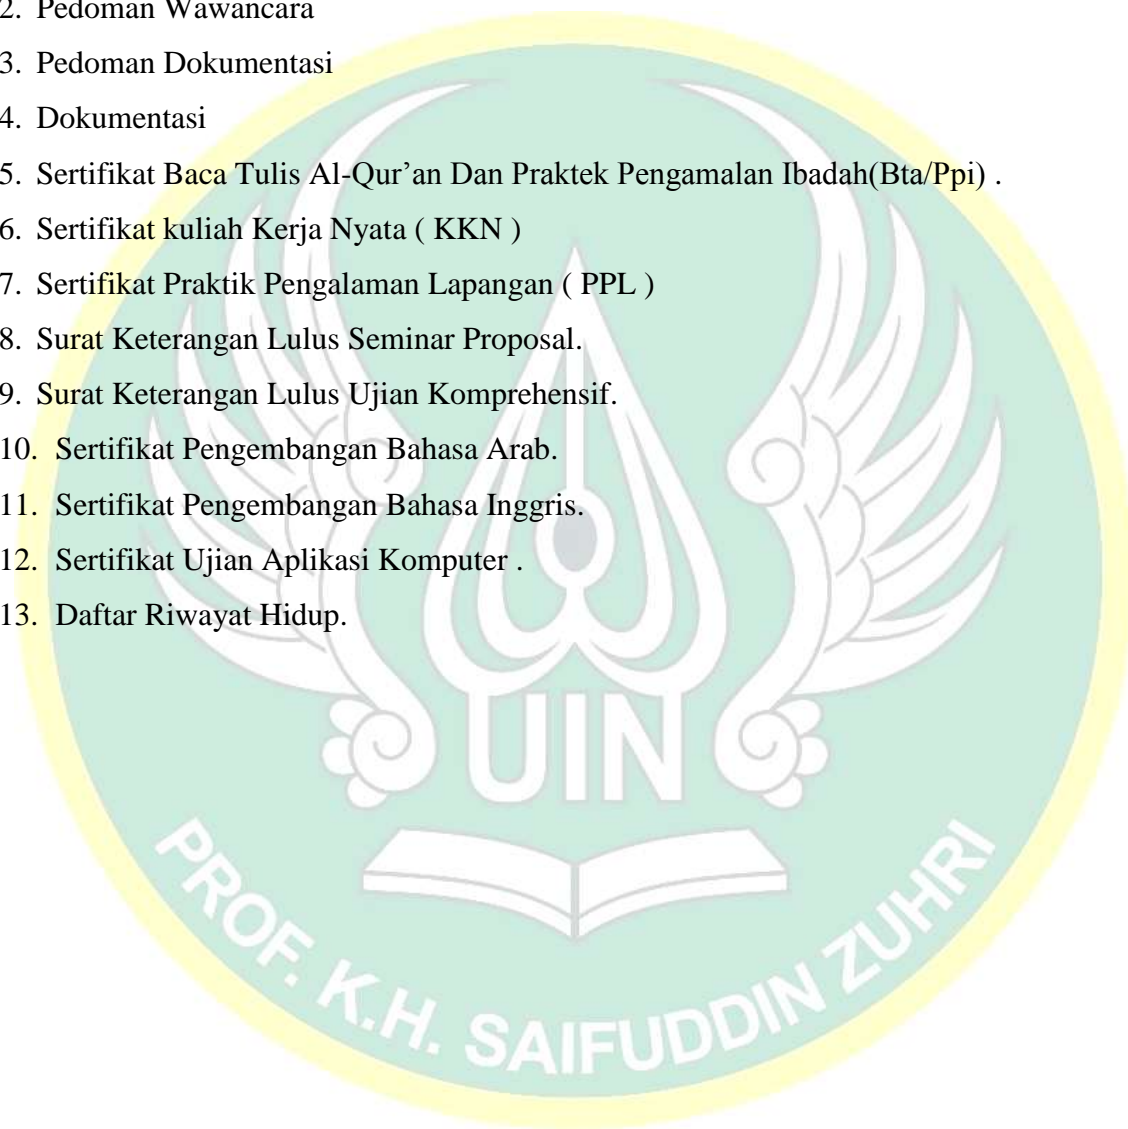 2. Pedoman Wawancara
3. Pedoman Dokumentasi
4. Dokumentasi
5. Sertifikat Baca Tulis Al-Qur’an Dan Praktek Pengamalan Ibadah(Bta/Ppi) .
6. Sertifikat kuliah Kerja Nyata ( KKN )
7. Sertifikat Praktik Pengalaman Lapangan ( PPL )
8. Surat Keterangan Lulus Seminar Proposal.
9. Surat Keterangan Lulus Ujian Komprehensif.
10. Sertifikat Pengembangan Bahasa Arab.
11. Sertifikat Pengembangan Bahasa Inggris.
12. Sertifikat Ujian Aplikasi Komputer .
13. Daftar Riwayat Hidup.
UIN
PROF. K.H. SAIFUDDIN ZUHRI